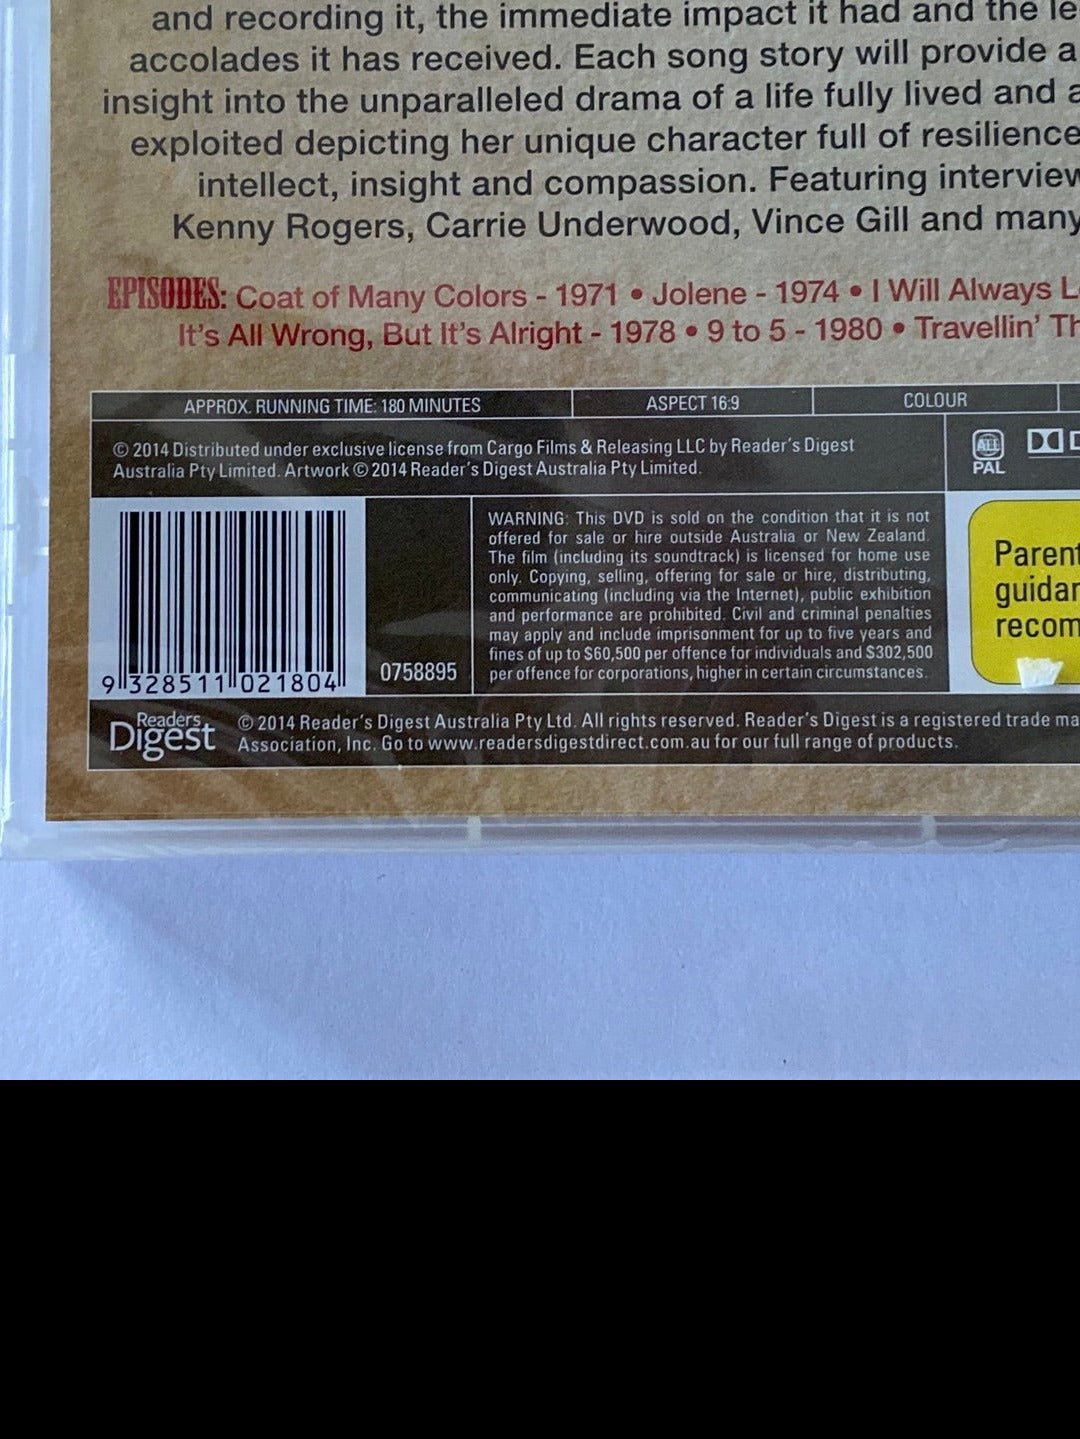 and recording it, the immediate impact it had and the
accolades it has received. Each song story will provide a
insight into the unparalleled drama of a life fully lived and
exploited depicting her unique character full of resilience
intellect, insight and compassion. Featuring
Kenny Rogers, Carrie Underwood, Vince Gill and many
EPISODES: Coat of Many Colors - 1971 • Jolene - 1974 • I Will Always
It's All Wrong, But It's Alright - 1978 • 9 to 5 - 1980 • Travellin'
APPROX. RUNNING TIME: 180 MINUTES ASPECT 16:9 COLOUR
© 2014 Distributed under exclusive license from Cargo Films & Releasing LLC by Reader's Digest
Australia Pty Limited. Artwork © 2014 Reader's Digest Australia Pty Limited.
ALL
PAL
WARNING: This DVD is sold on the condition that it is not
offered for sale or hire outside Australia or New Zealand.
The film (including its soundtrack) is licensed for home use
only. Copying, selling, offering for sale or hire, distributing,
communicating (including via the Internet), public exhibition
and performance are prohibited. Civil and criminal penalties
may apply and include imprisonment for up to five years and
fines of up to $60,500 per offence for individuals and $302,500
per offence for corporations, higher in certain circumstances.
9 328511 021804
0758895
Parent
guidan
recom
Readers
Digest
© 2014 Reader's Digest Australia Pty Ltd. All rights reserved. Reader's Digest is a registered trade
Association, Inc. Go to www.readersdigestdirect.com.au for our full range of products.